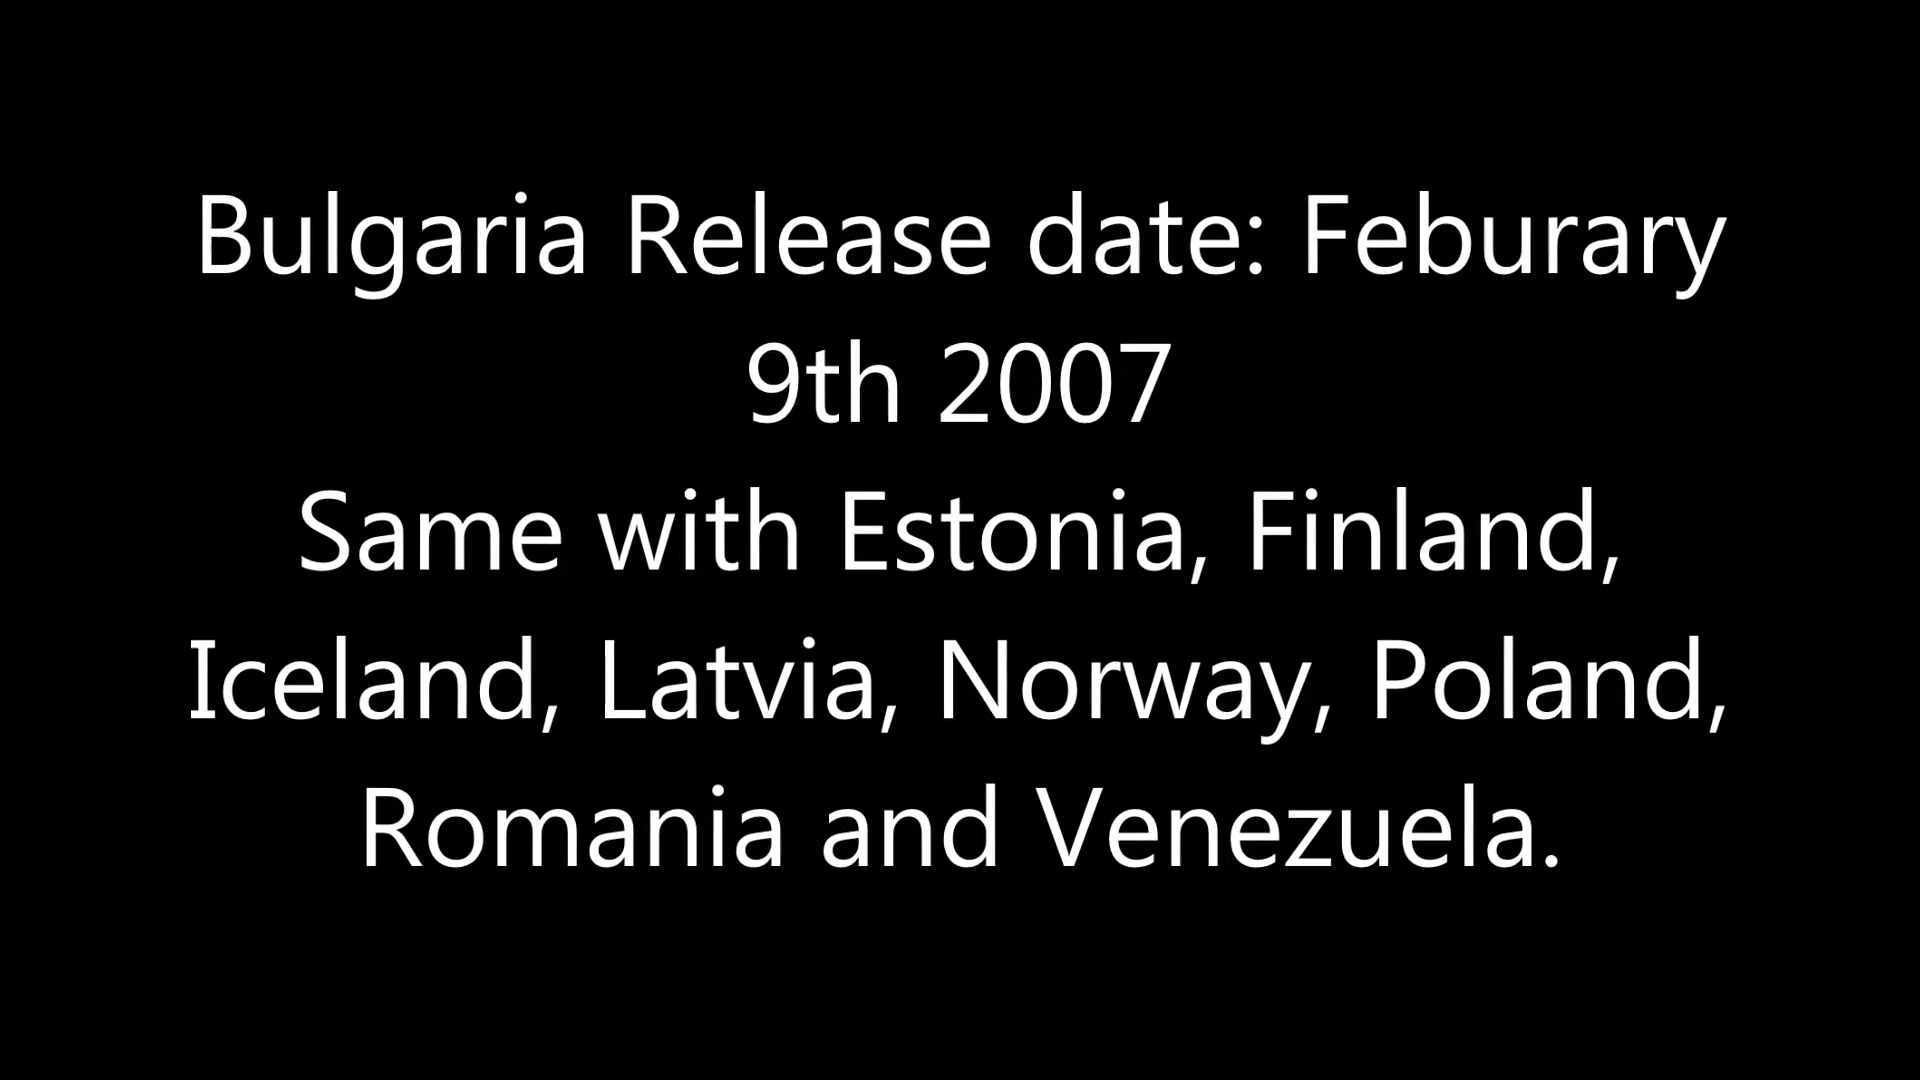 Bulgaria Release date: Feburary
9th 2007
Same with Estonia, Finland,
Iceland, Latvia, Norway, Poland,
Romania and Venezuela.